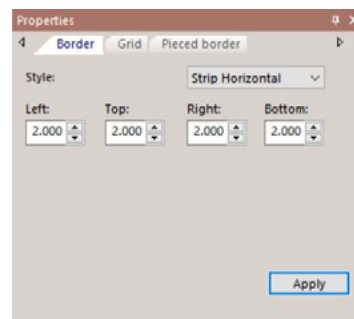 Properties
Border Grid Pieced border
Style: Strip Horizontal
Left: Top: Right: Bottom:
2.000 2.000 2.000 2.000
Apply